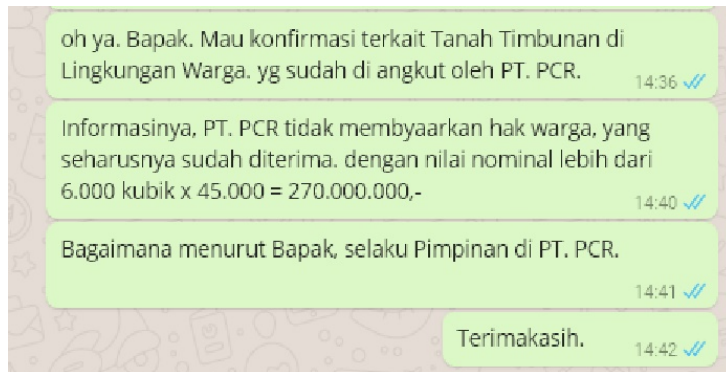 oh ya. Bapak. Mau konfirmasi terkait Tanah Timbunan di
Lingkungan Warga. yg sudah di angkut oleh PT. PCR.
14:36
Informasinya, PT. PCR tidak membyaarkan hak warga, yang
seharusnya sudah diterima. dengan nilai nominal lebih dari
6.000 kubik x 45.000 = 270.000.000,-
14:40
Bagaimana menurut Bapak, selaku Pimpinan di PT. PCR.
14:41
Terimakasih.
14:42